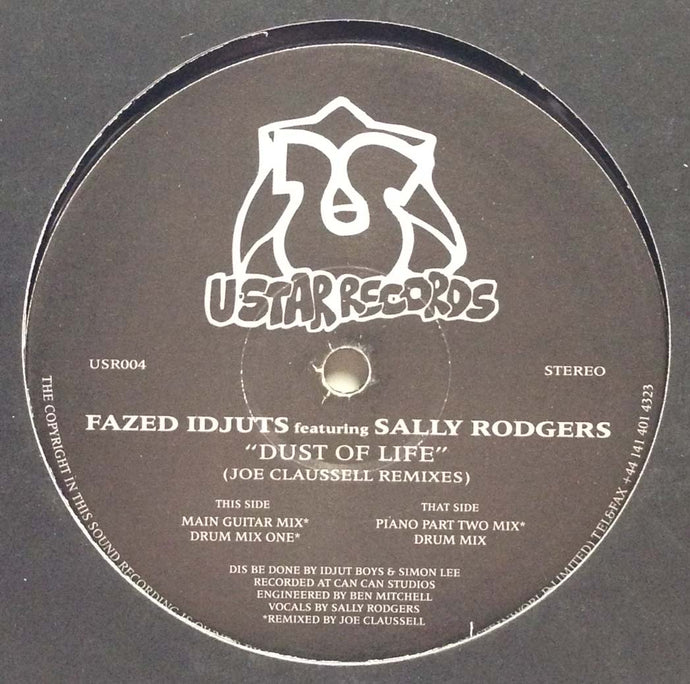 U-STAR RECORDS
USR004
STEREO
FAZED IDJUTS featuring SALLY RODGERS
"DUST OF LIFE"
(JOE CLAUSSELL REMIXES)
THIS SIDE
MAIN GUITAR MIX*
DRUM MIX ONE*
THAT SIDE
PIANO PART TWO MIX*
DRUM MIX
DIS BE DONE BY IDJUT BOYS & SIMON LEE
RECORDED AT CAN CAN STUDIOS
ENGINEERED BY BEN MITCHELL
VOCALS BY SALLY RODGERS
*REMIXED BY JOE CLAUSSELL
THE COPYRIGHT IN THIS SOUND RECORDING IS
WORLD LIMITED) TEL&FAX +44 141 401 4323